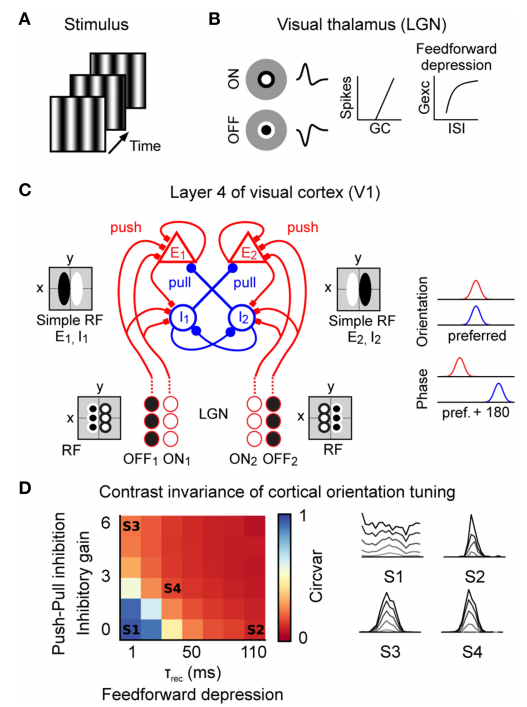 A
Stimulus
Time
B
Visual thalamus (LGN)
ON
OFF
Spikes
GC
Feedforward
depression
Gexc
ISI
C
Layer 4 of visual cortex (V1)
push
push
E1
E2
pull
pull
I1
I2
y
x
Simple RF
E1, I1
y
x
Simple RF
E2, I2
Orientation
preferred
Phase
pref. + 180
y
x
RF
LGN
y
x
RF
OFF1 ON1
ON2 OFF2
D
Contrast invariance of cortical orientation tuning
Push-Pull inhibition
Inhibitory gain
6
3
0
S3
S4
S1
S2
1
50
110
τrec (ms)
Feedforward depression
1
0
Circvar
S1
S2
S3
S4